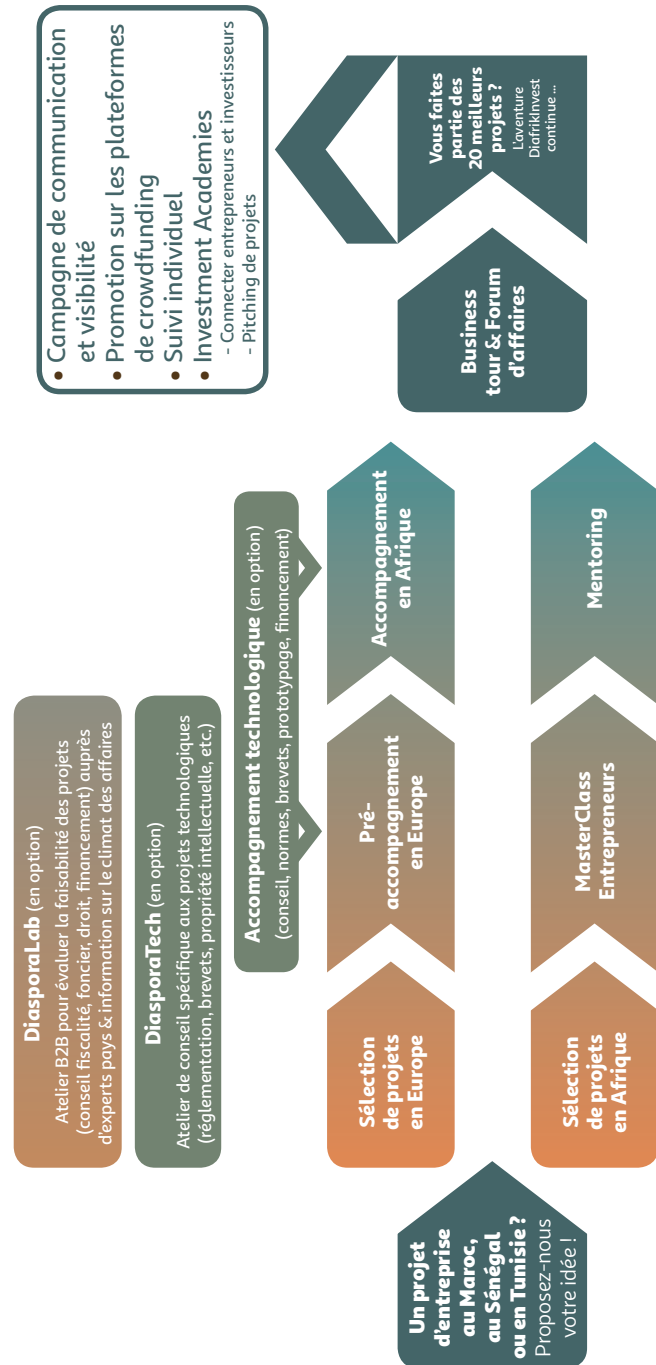 Un projet
d'entreprise
au Maroc,
au Sénégal
ou en Tunisie ?
Proposez-nous
votre idée !
DiasporaLab (en option)
Atelier B2B pour évaluer la faisabilité des projets
(conseil fiscalité, foncier, droit, financement) auprès
d'experts pays & information sur le climat des affaires
DiasporaTech (en option)
Atelier de conseil spécifique aux projets technologiques
(réglementation, brevets, propriété intellectuelle, etc.)
Accompagnement technologique (en option)
(conseil, normes, brevets, prototypage, financement)
Sélection
de projets
en Europe
Pré-
accompagnement
en Europe
Accompagnement
en Afrique
Sélection
de projets
en Afrique
MasterClass
Entrepreneurs
Mentoring
Business
tour & Forum
d'affaires
Vous faites
partie des
20 meilleurs
projets ?
L'aventure
DiafrikInvest
continue ...
• Campagne de communication
et visibilité
• Promotion sur les plateformes
de crowdfunding
• Suivi individuel
• Investment Academies
- Connecter entrepreneurs et investisseurs
- Pitching de projets